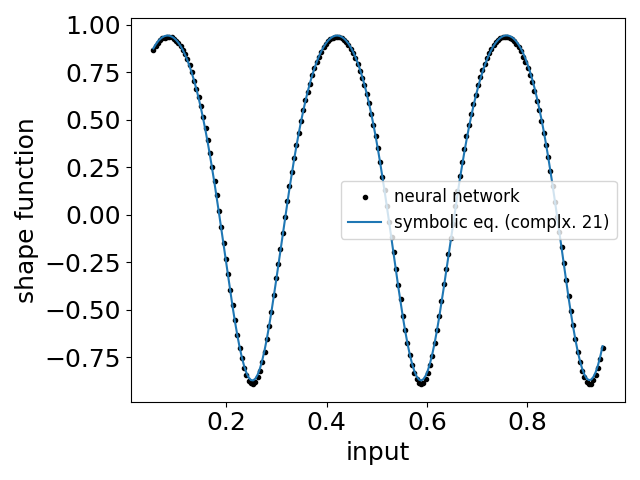 1.00
0.75
0.50
0.25
0.00
−0.25
−0.50
−0.75
shape function
neural network
symbolic eq. (complx. 21)
0.2 0.4 0.6 0.8
input